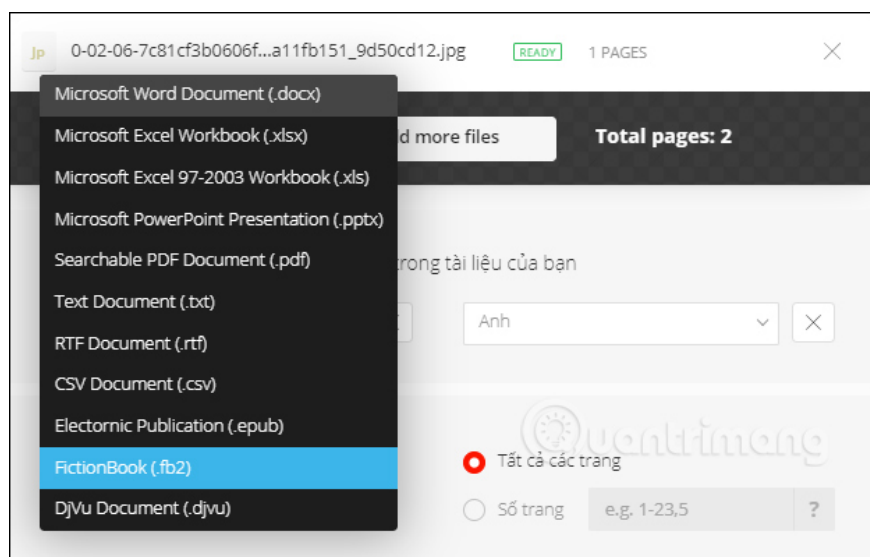 Jp 0-02-06-7c81cf3b0606f...a11fb151_9d50cd12.jpg READY 1 PAGES
Microsoft Word Document (.docx)
Microsoft Excel Workbook (.xlsx)
d more files Total pages: 2
Microsoft Excel 97-2003 Workbook (.xls)
Microsoft PowerPoint Presentation (.pptx)
Searchable PDF Document (.pdf)
trong tài liệu của bạn
Text Document (.txt)
Anh
RTF Document (.rtf)
CSV Document (.csv)
Electornic Publication (.epub)
Quantrimang
FictionBook (.fb2)
Tất cả các trang
DjVu Document (.djvu)
Số trang e.g. 1-23,5 ?